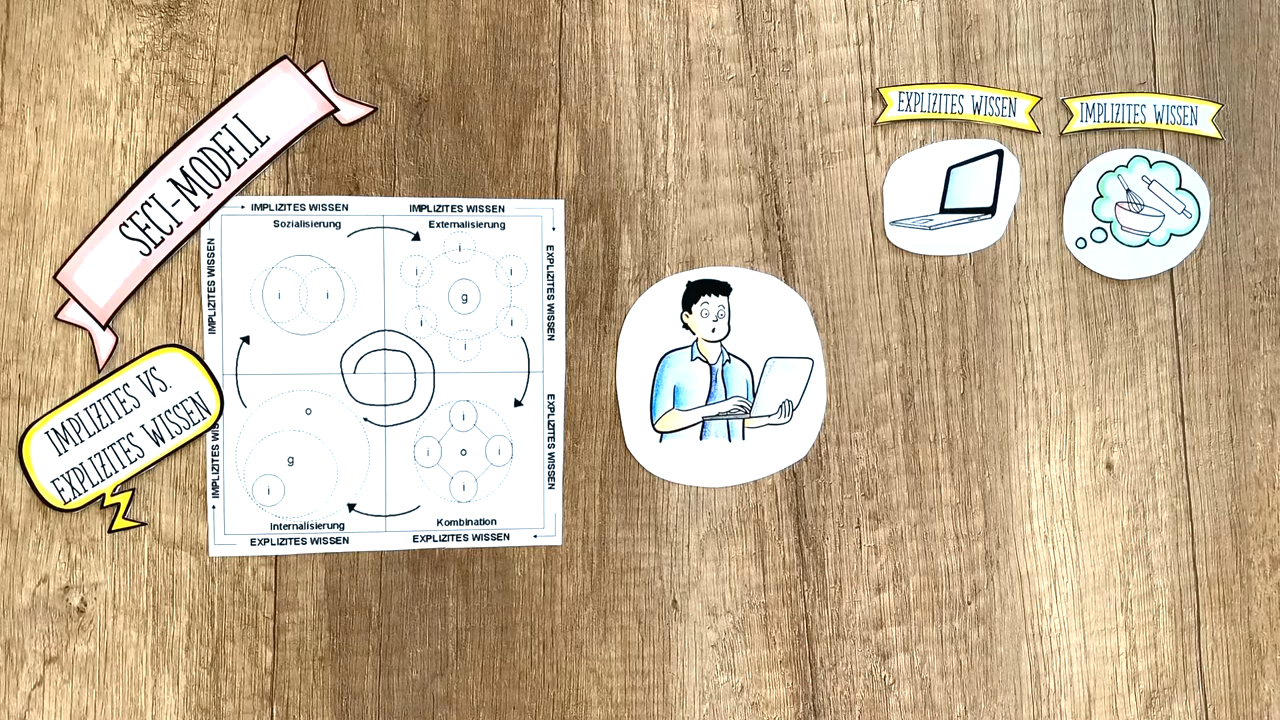 SECI-MODELL
IMPLIZITES VS.
EXPLIZITES WISSEN
IMPLIZITES WISSEN
IMPLIZITES WISSEN
Sozialisierung
Externalisierung
IMPLIZITES WISSEN
EXPLIZITES WISSEN
i
i
i
i
i
g
i
i
i
IMPLIZITES WIS
EXPLIZITES WISSEN
o
g
i
i
i
o
i
i
Internalisierung
Kombination
EXPLIZITES WISSEN
EXPLIZITES WISSEN
EXPLIZITES WISSEN
IMPLIZITES WISSEN